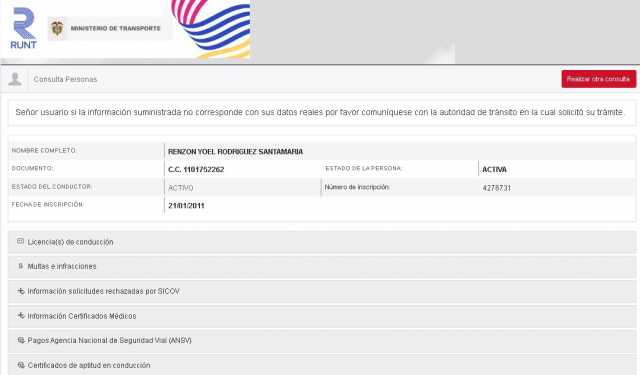 RUNT
MINISTERIO DE TRANSPORTE
Consulta Personas
Realizar otra consulta
Señor usuario si la información suministrada no corresponde con sus datos reales por favor comuníquese con la autoridad de tránsito en la cual solicitó su trámite.
NOMBRE COMPLETO: RENZON YOEL RODRIGUEZ SANTAMARIA
DOCUMENTO: C.C. 1101752262 ESTADO DE LA PERSONA: ACTIVA
ESTADO DEL CONDUCTOR: ACTIVO Número de inscripción 4278731
FECHA DE INSCRIPCIÓN: 21/01/2011
Licencia(s) de conducción
Multas e infracciones
Información solicitudes rechazadas por SICOV
Información Certificados Médicos
Pagos Agencia Nacional de Seguridad Vial (ANSV)
Certificados de aptitud en conducción